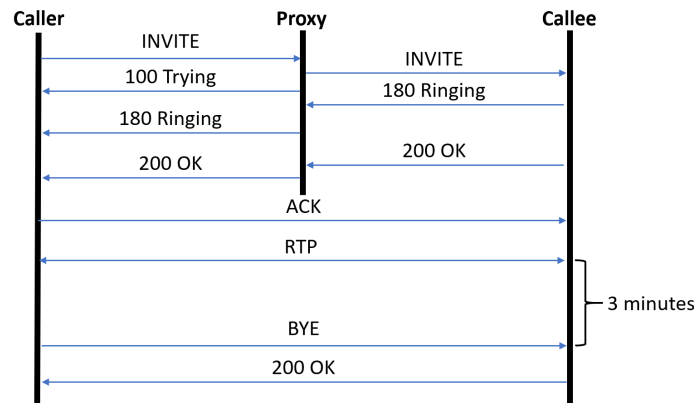 Caller
Proxy
Callee
INVITE
INVITE
100 Trying
180 Ringing
180 Ringing
200 OK
200 OK
ACK
RTP
3 minutes
BYE
200 OK